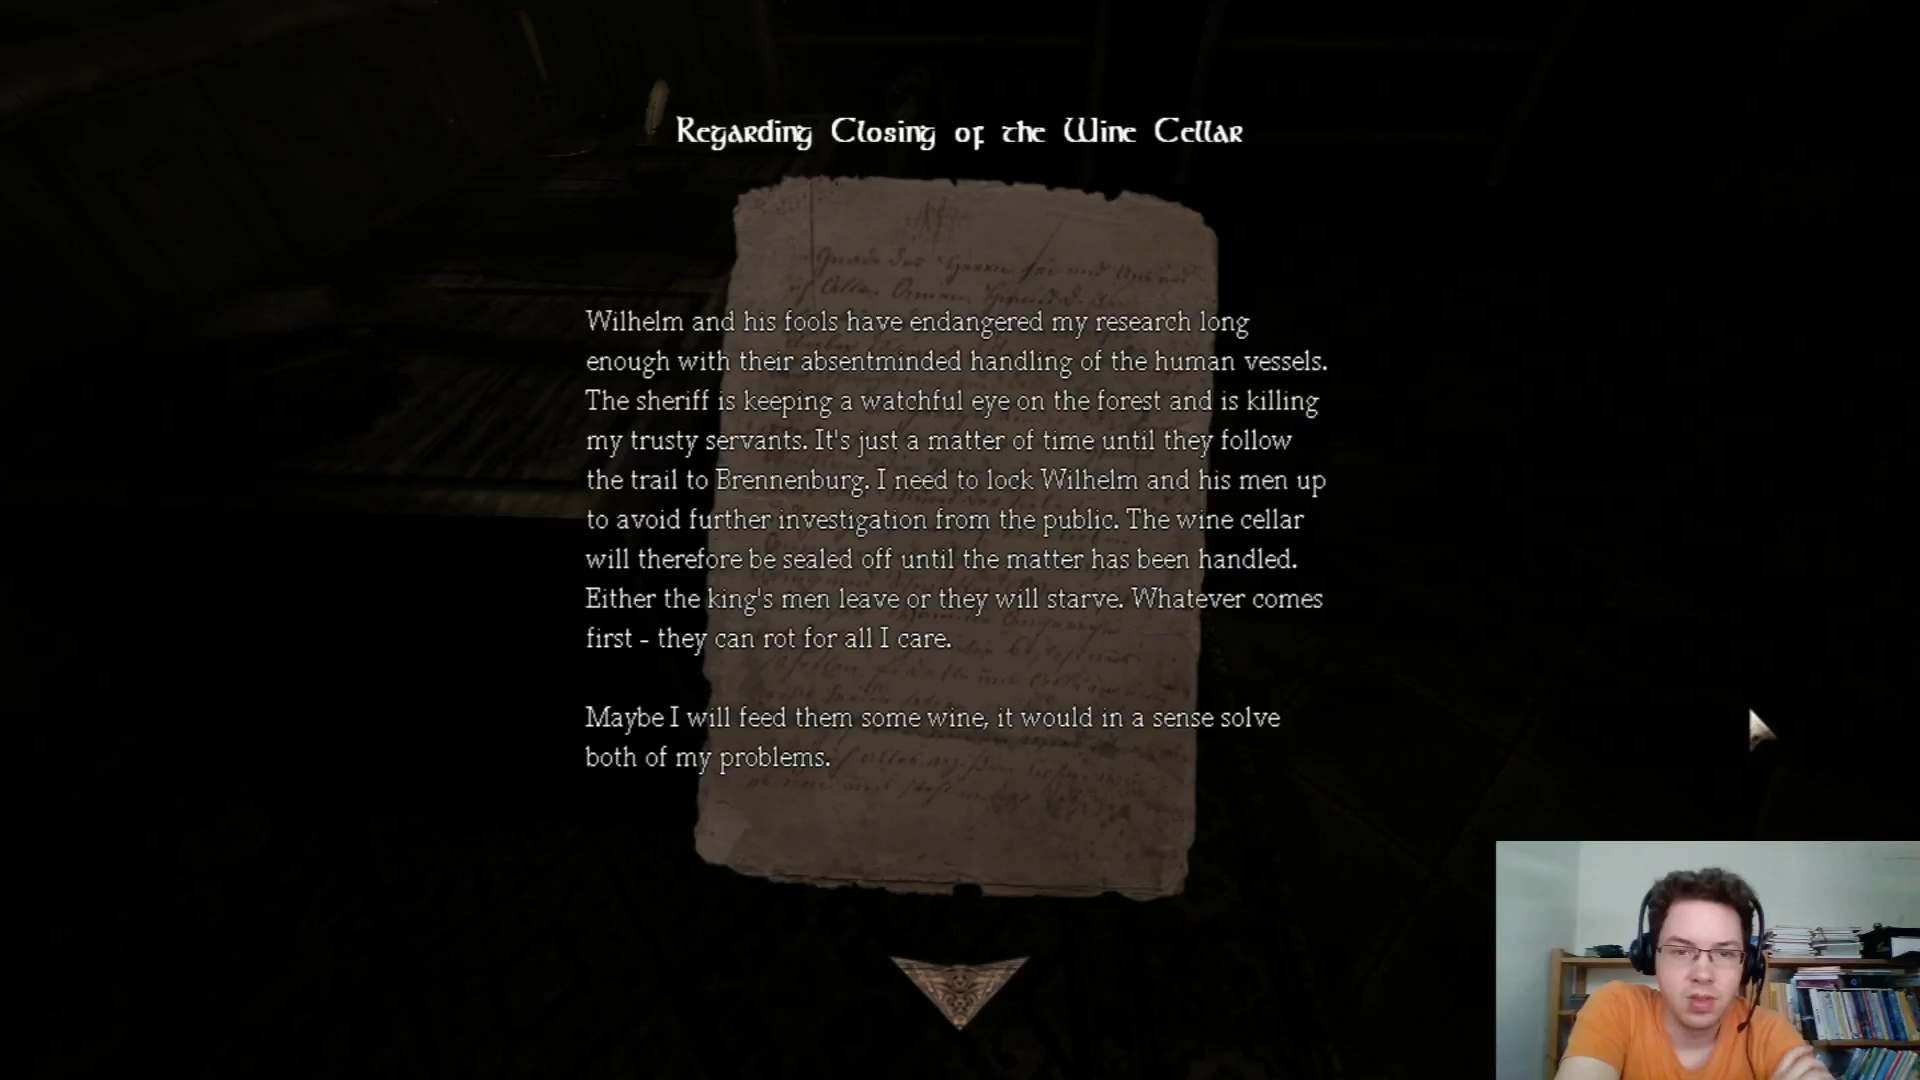 Regarding Closing of the Wine Cellar
Wilhelm and his fools have endangered my research long
enough with their absentminded handling of the human vessels.
The sheriff is keeping a watchful eye on the forest and is killing
my trusty servants. It's just a matter of time until they follow
the trail to Brennenburg. I need to lock Wilhelm and his men up
to avoid further investigation from the public. The wine cellar
will therefore be sealed off until the matter has been handled.
Either the king's men leave or they will starve. Whatever comes
first - they can rot for all I care.
Maybe I will feed them some wine, it would in a sense solve
both of my problems.